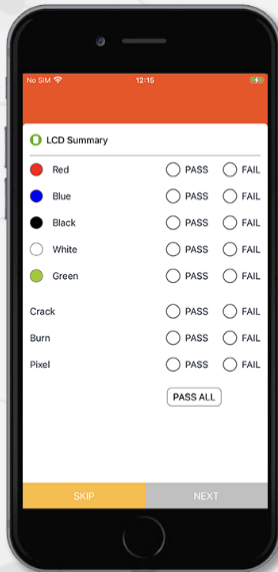 No SIM 12:15
LCD Summary
Red PASS FAIL
Blue PASS FAIL
Black PASS FAIL
White PASS FAIL
Green PASS FAIL
Crack PASS FAIL
Burn PASS FAIL
Pixel PASS FAIL
PASS ALL
SKIP NEXT